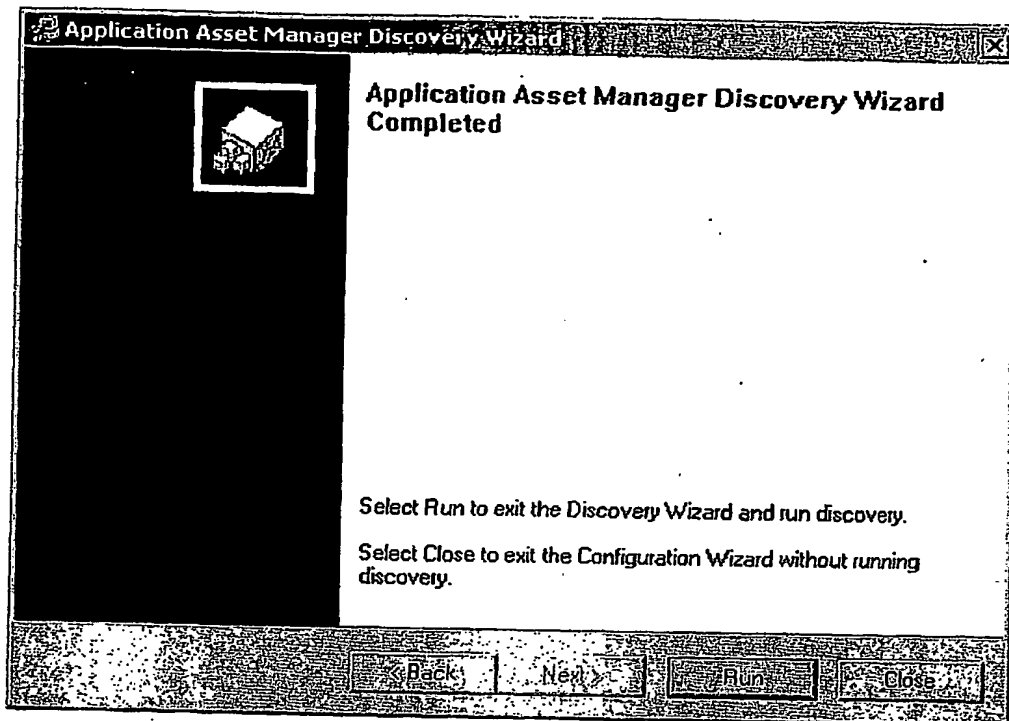 Application Asset Manager Discovery Wizard
Application Asset Manager Discovery Wizard
Completed
Select Run to exit the Discovery Wizard and run discovery.
Select Close to exit the Configuration Wizard without running
discovery.
< Back Next > Run Close